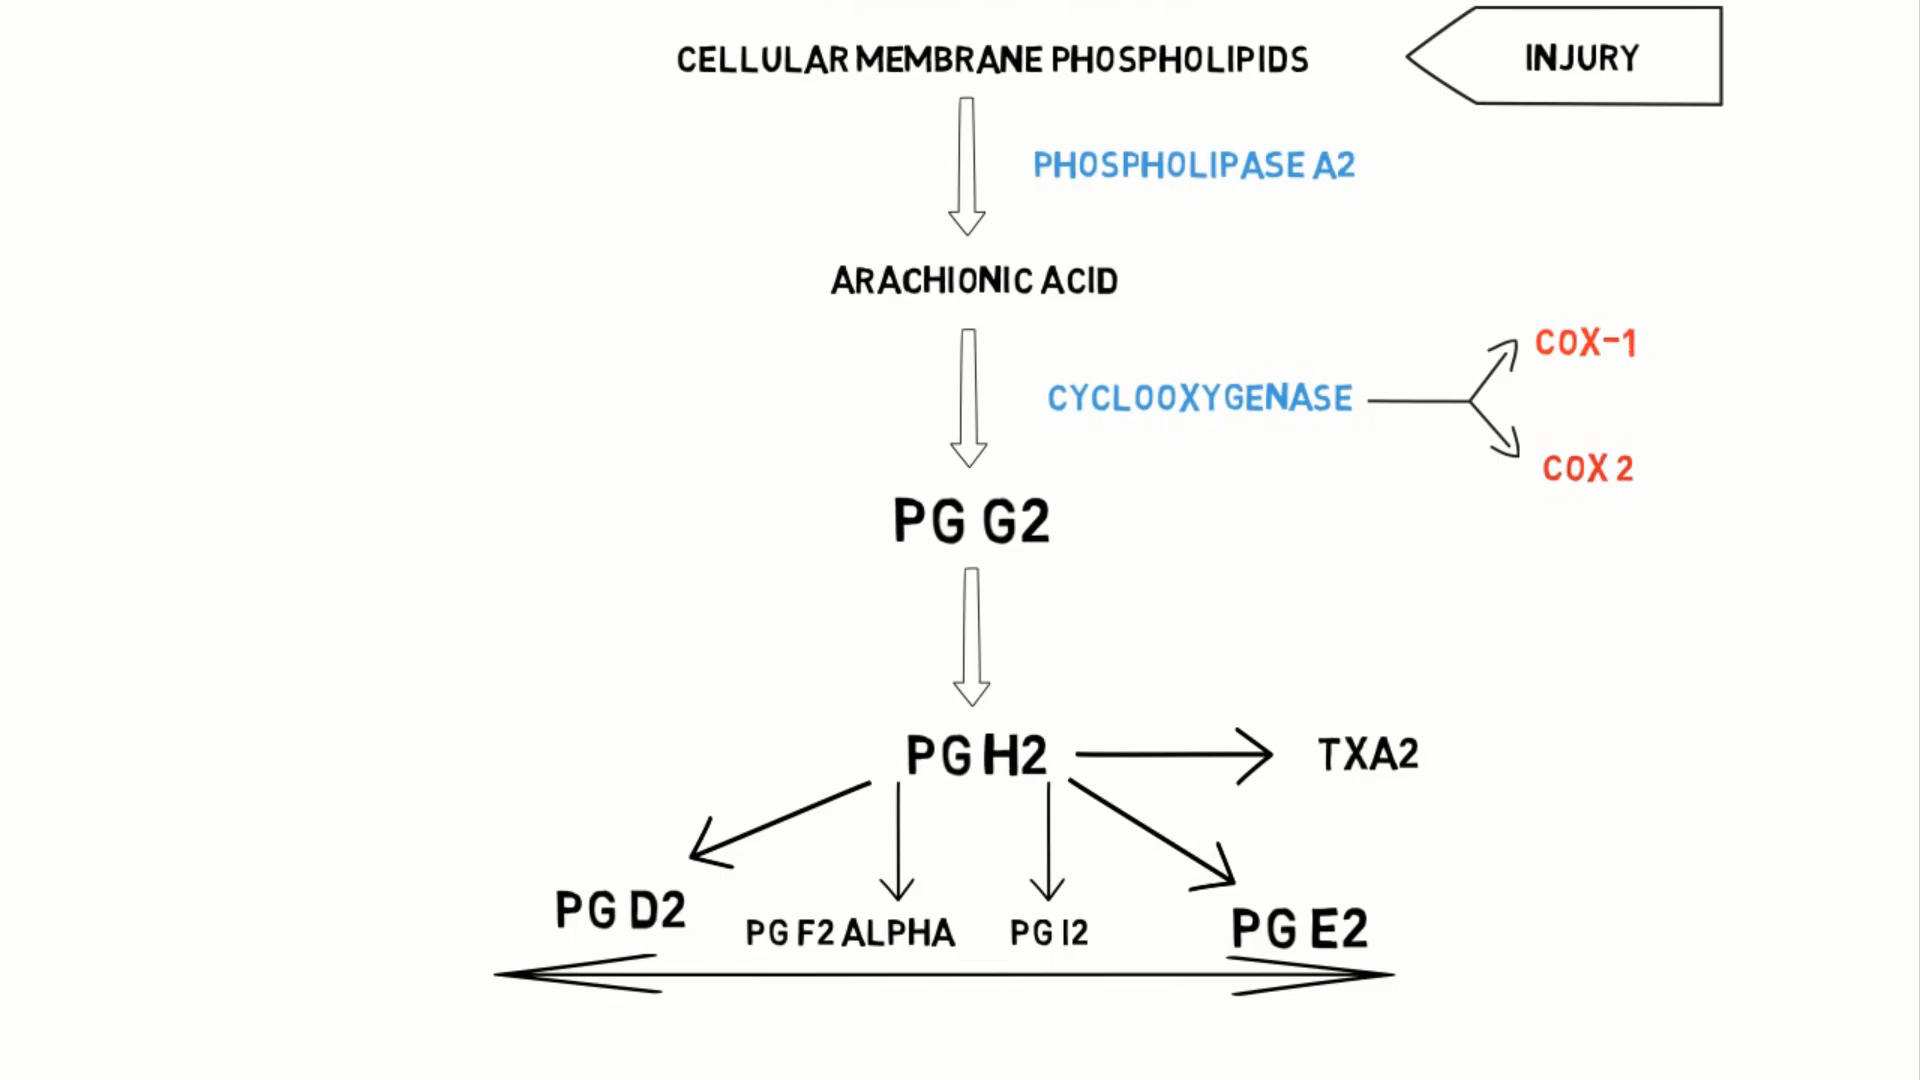 CELLULAR MEMBRANE PHOSPHOLIPIDS
INJURY
PHOSPHOLIPASE A2
ARACHIONIC ACID
COX-1
CYCLOOXYGENASE
COX 2
PG G2
PG H2
TXA2
PG D2
PG F2 ALPHA
PG I2
PG E2